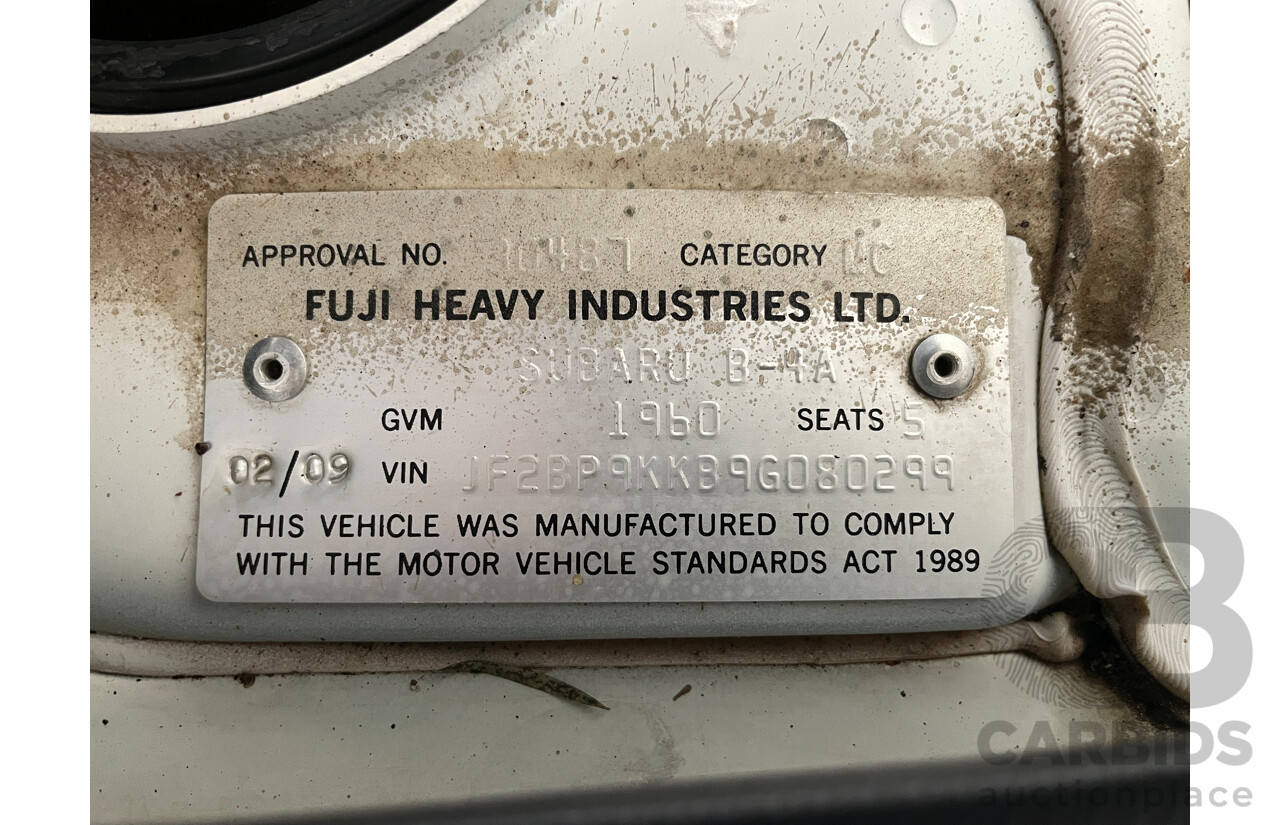 APPROVAL NO. 10487 CATEGORY LC
FUJI HEAVY INDUSTRIES LTD.
SUBARU B-4A
GVM 1960 SEATS 5
02/09 VIN JF2BP9KKB9G080299
THIS VEHICLE WAS MANUFACTURED TO COMPLY
WITH THE MOTOR VEHICLE STANDARDS ACT 1989
CARBIDS
auctionplace